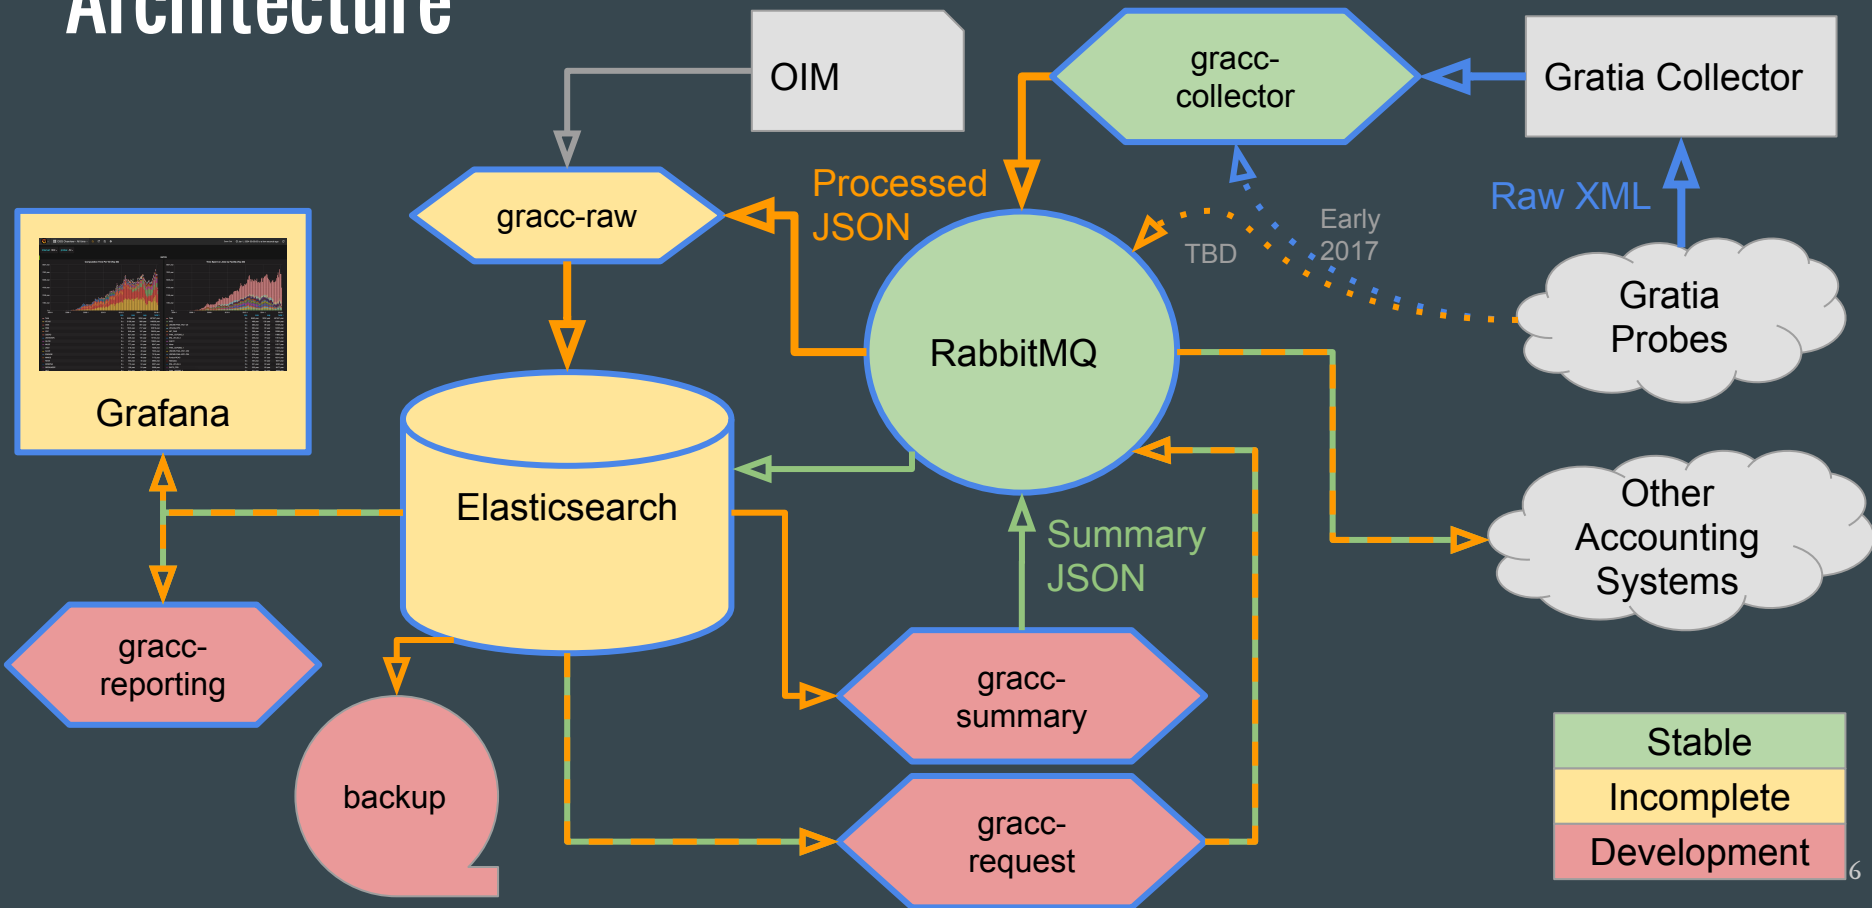 Architecture
OIM
gracc-
collector
Gratia Collector
Processed
JSON
gracc-raw
Raw XML
Early
2017
TBD
Gratia
Probes
RabbitMQ
Grafana
Elasticsearch
Summary
JSON
Other
Accounting
Systems
gracc-
reporting
gracc-
summary
backup
gracc-
request
Stable
Incomplete
Development
6